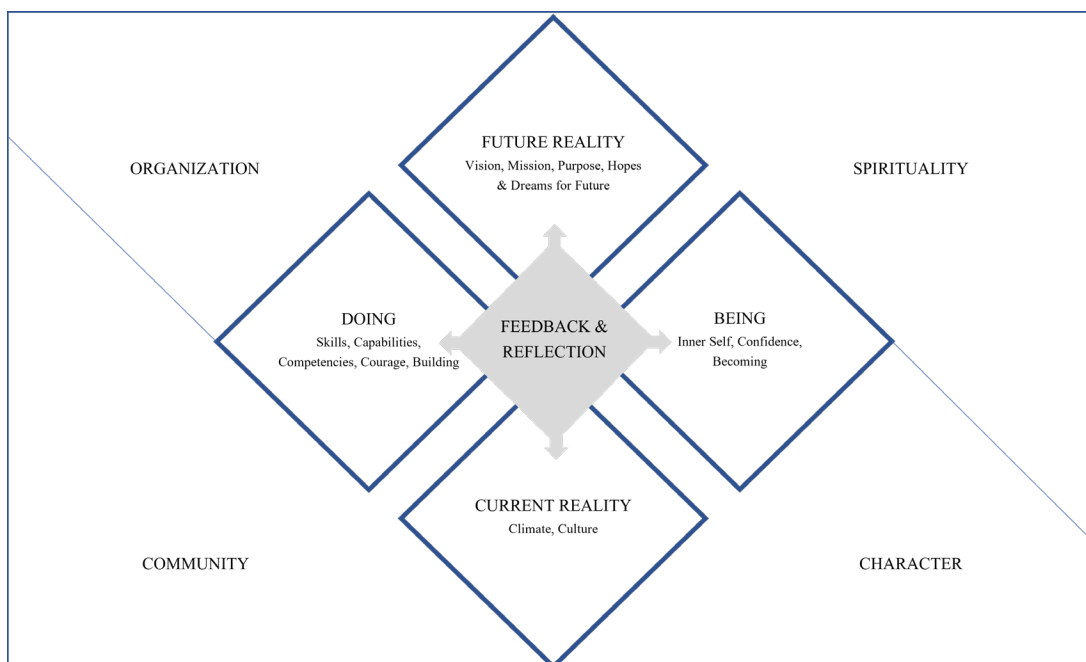 FUTURE REALITY
Vision, Mission, Purpose, Hopes
& Dreams for Future
ORGANIZATION
SPIRITUALITY
DOING
Skills, Capabilities,
Competencies, Courage, Building
FEEDBACK &
REFLECTION
BEING
Inner Self, Confidence,
Becoming
CURRENT REALITY
Climate, Culture
COMMUNITY
CHARACTER